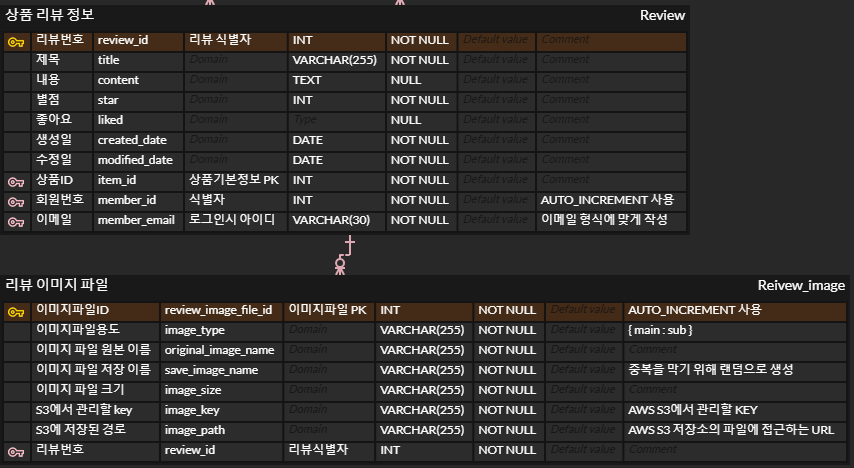 상품 리뷰 정보 Review
리뷰번호 review_id 리뷰 식별자 INT NOT NULL Default value Comment
제목 title Domain VARCHAR(255) NOT NULL Default value Comment
내용 content Domain TEXT NULL Default value Comment
별점 star Domain INT NOT NULL Default value Comment
좋아요 liked Domain Type NULL Default value Comment
생성일 created_date Domain DATE NOT NULL Default value Comment
수정일 modified_date Domain DATE NOT NULL Default value Comment
상품ID item_id 상품기본정보 PK INT NOT NULL Default value Comment
회원번호 member_id 식별자 INT NOT NULL Default value AUTO_INCREMENT 사용
이메일 member_email 로그인시 아이디 VARCHAR(30) NOT NULL Default value 이메일 형식에 맞게 작성
리뷰 이미지 파일 Reivew_image
이미지파일ID review_image_file_id 이미지파일 PK INT NOT NULL Default value AUTO_INCREMENT 사용
이미지파일용도 image_type Domain VARCHAR(255) NOT NULL Default value { main : sub }
이미지 파일 원본 이름 original_image_name Domain VARCHAR(255) NOT NULL Default value Comment
이미지 파일 저장 이름 save_image_name Domain VARCHAR(255) NOT NULL Default value 중복을 막기 위해 랜덤으로 생성
이미지 파일 크기 image_size Domain VARCHAR(255) NOT NULL Default value Comment
S3에서 관리할 key image_key Domain VARCHAR(255) NOT NULL Default value AWS S3에서 관리할 KEY
S3에 저장된 경로 image_path Domain VARCHAR(255) NOT NULL Default value AWS S3 저장소의 파일에 접근하는 URL
리뷰번호 review_id 리뷰식별자 INT NOT NULL Default value Comment